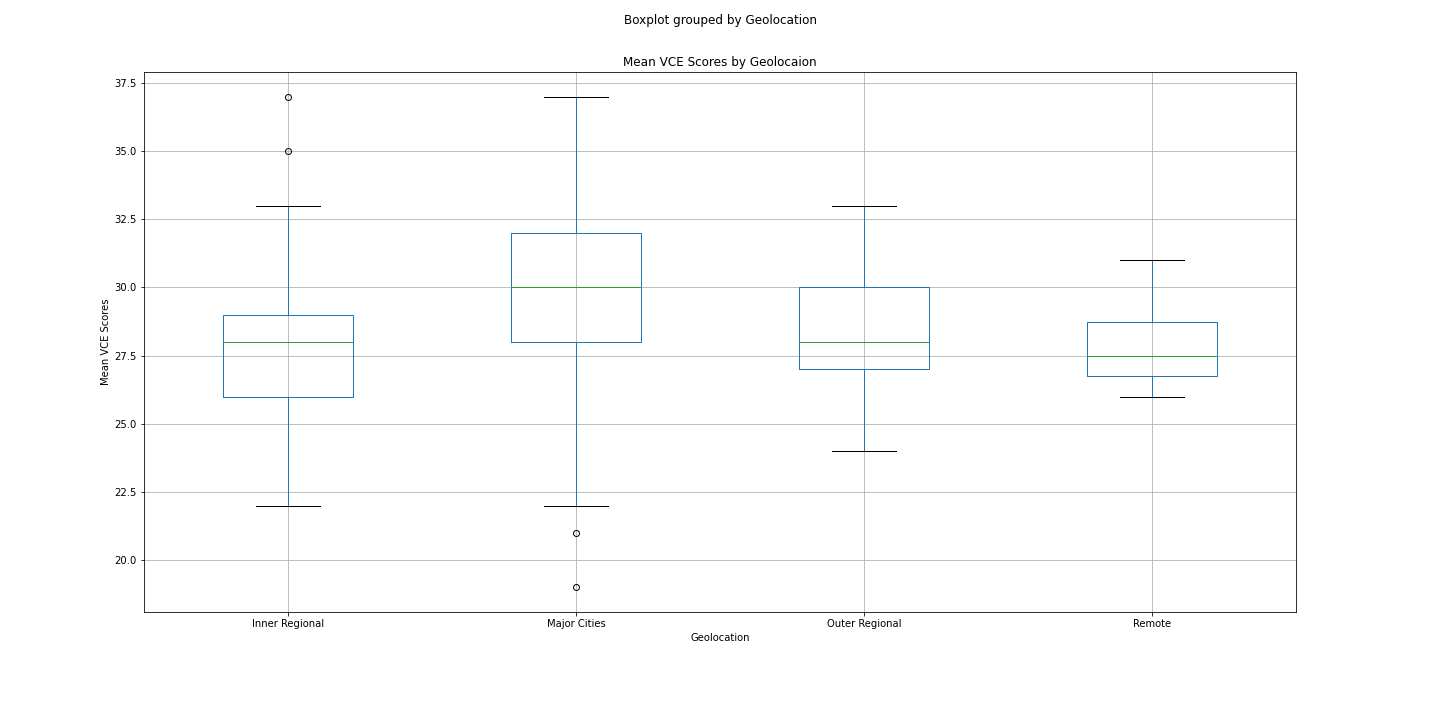 Boxplot grouped by Geolocation
Mean VCE Scores by Geolocaion
37.5
35.0
32.5
30.0
27.5
25.0
22.5
20.0
Mean VCE Scores
Inner Regional
Major Cities
Outer Regional
Remote
Geolocation